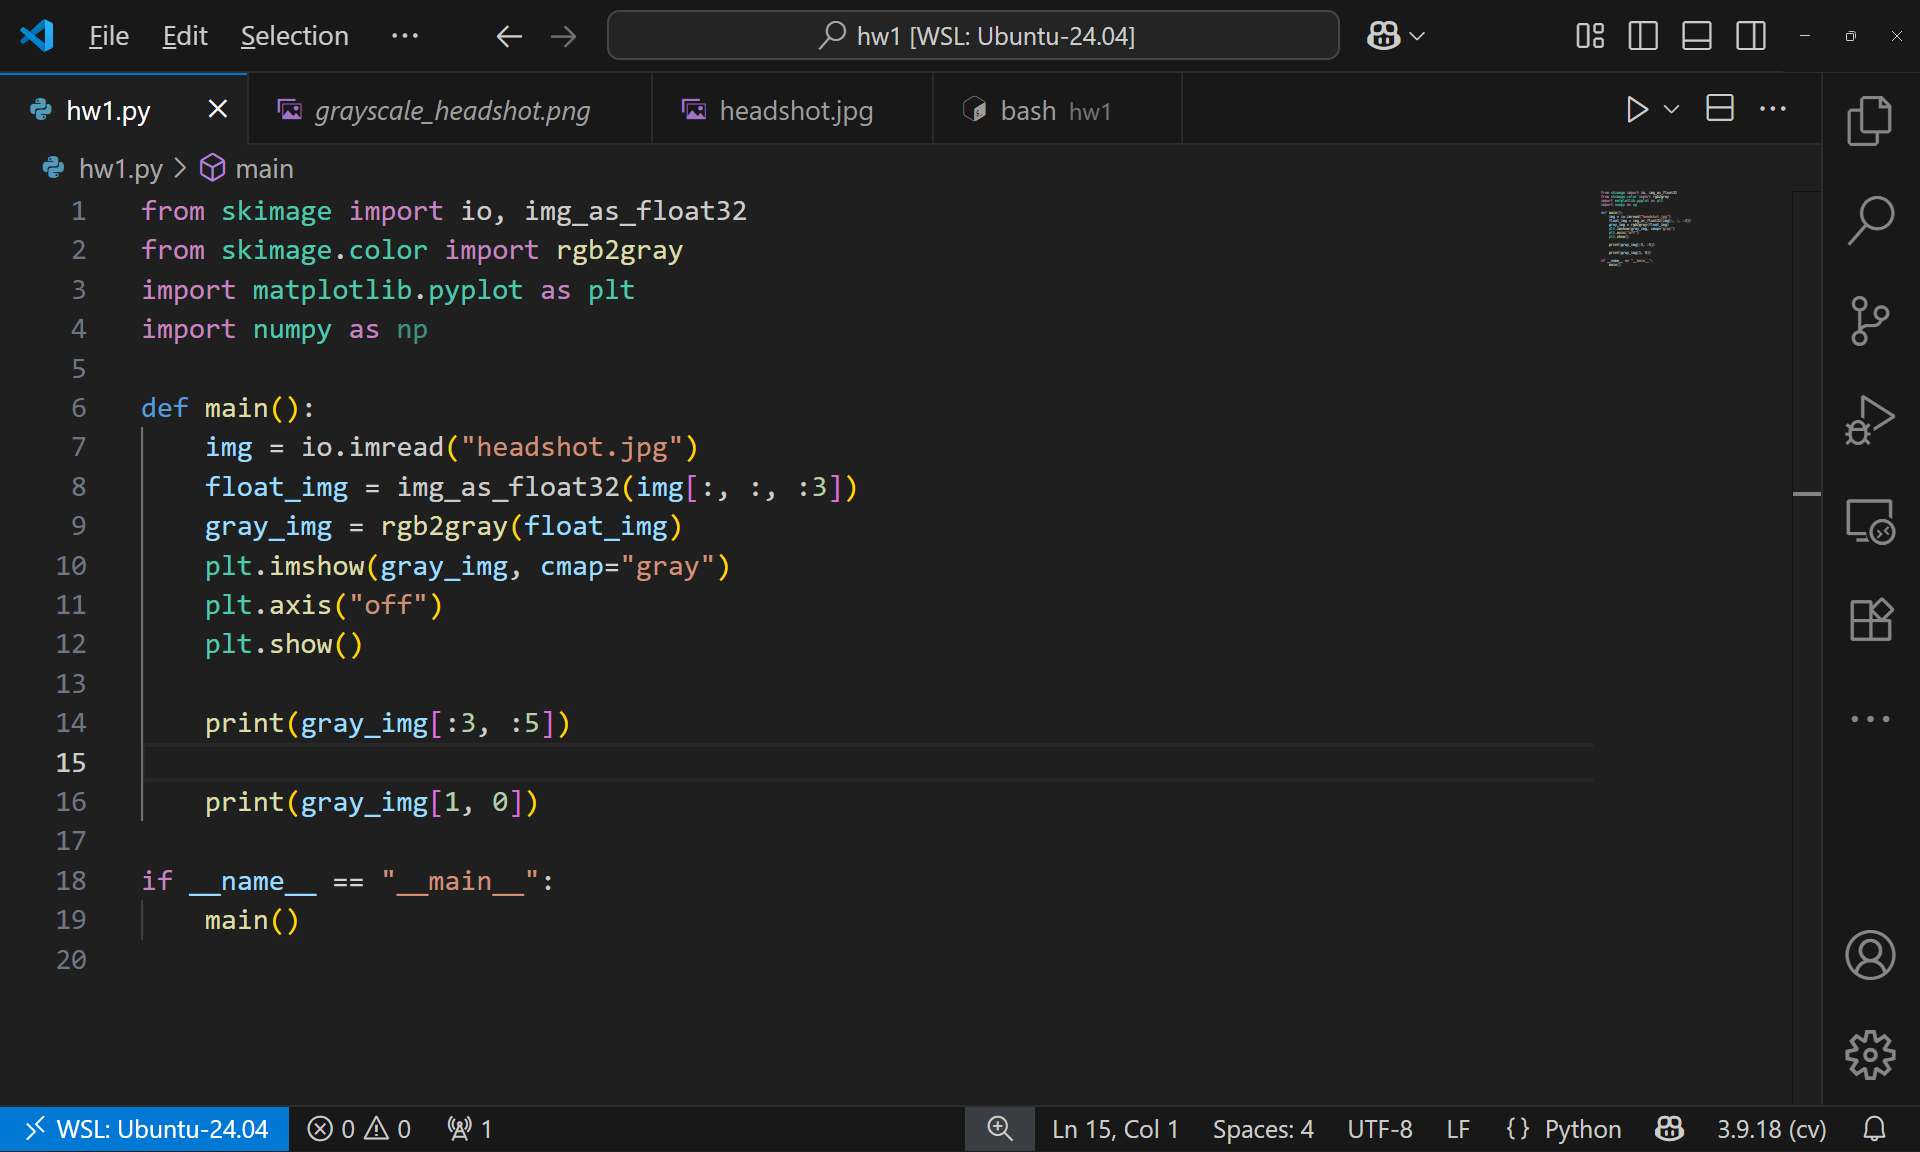 File Edit Selection ··· hw1 [WSL: Ubuntu-24.04]
hw1.py grayscale_headshot.png headshot.jpg bash hw1
hw1.py > main
1 from skimage import io, img_as_float32
2 from skimage.color import rgb2gray
3 import matplotlib.pyplot as plt
4 import numpy as np
5
6 def main():
7     img = io.imread("headshot.jpg")
8     float_img = img_as_float32(img[:, :, :3])
9     gray_img = rgb2gray(float_img)
10     plt.imshow(gray_img, cmap="gray")
11     plt.axis("off")
12     plt.show()
13
14     print(gray_img[:3, :5])
15
16     print(gray_img[1, 0])
17
18 if __name__ == "__main__":
19     main()
20
WSL: Ubuntu-24.04 0 0 1 Ln 15, Col 1 Spaces: 4 UTF-8 LF {} Python 3.9.18 (cv)